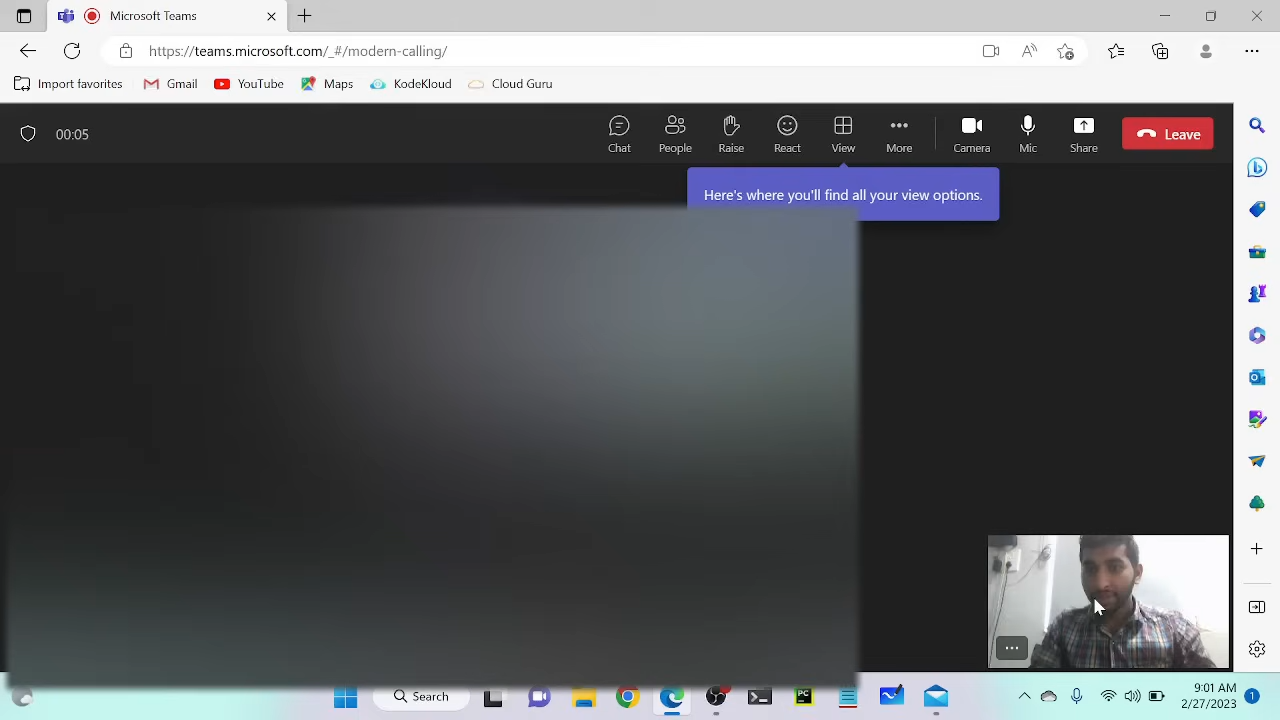 Microsoft Teams
https://teams.microsoft.com/_#/modern-calling/
Import favorites
Gmail
YouTube
Maps
KodeKloud
Cloud Guru
00:05
Chat
People
Raise
React
View
More
Camera
Mic
Share
Leave
Here's where you'll find all your view options.
Search
PC
9:01 AM
2/27/2023
1